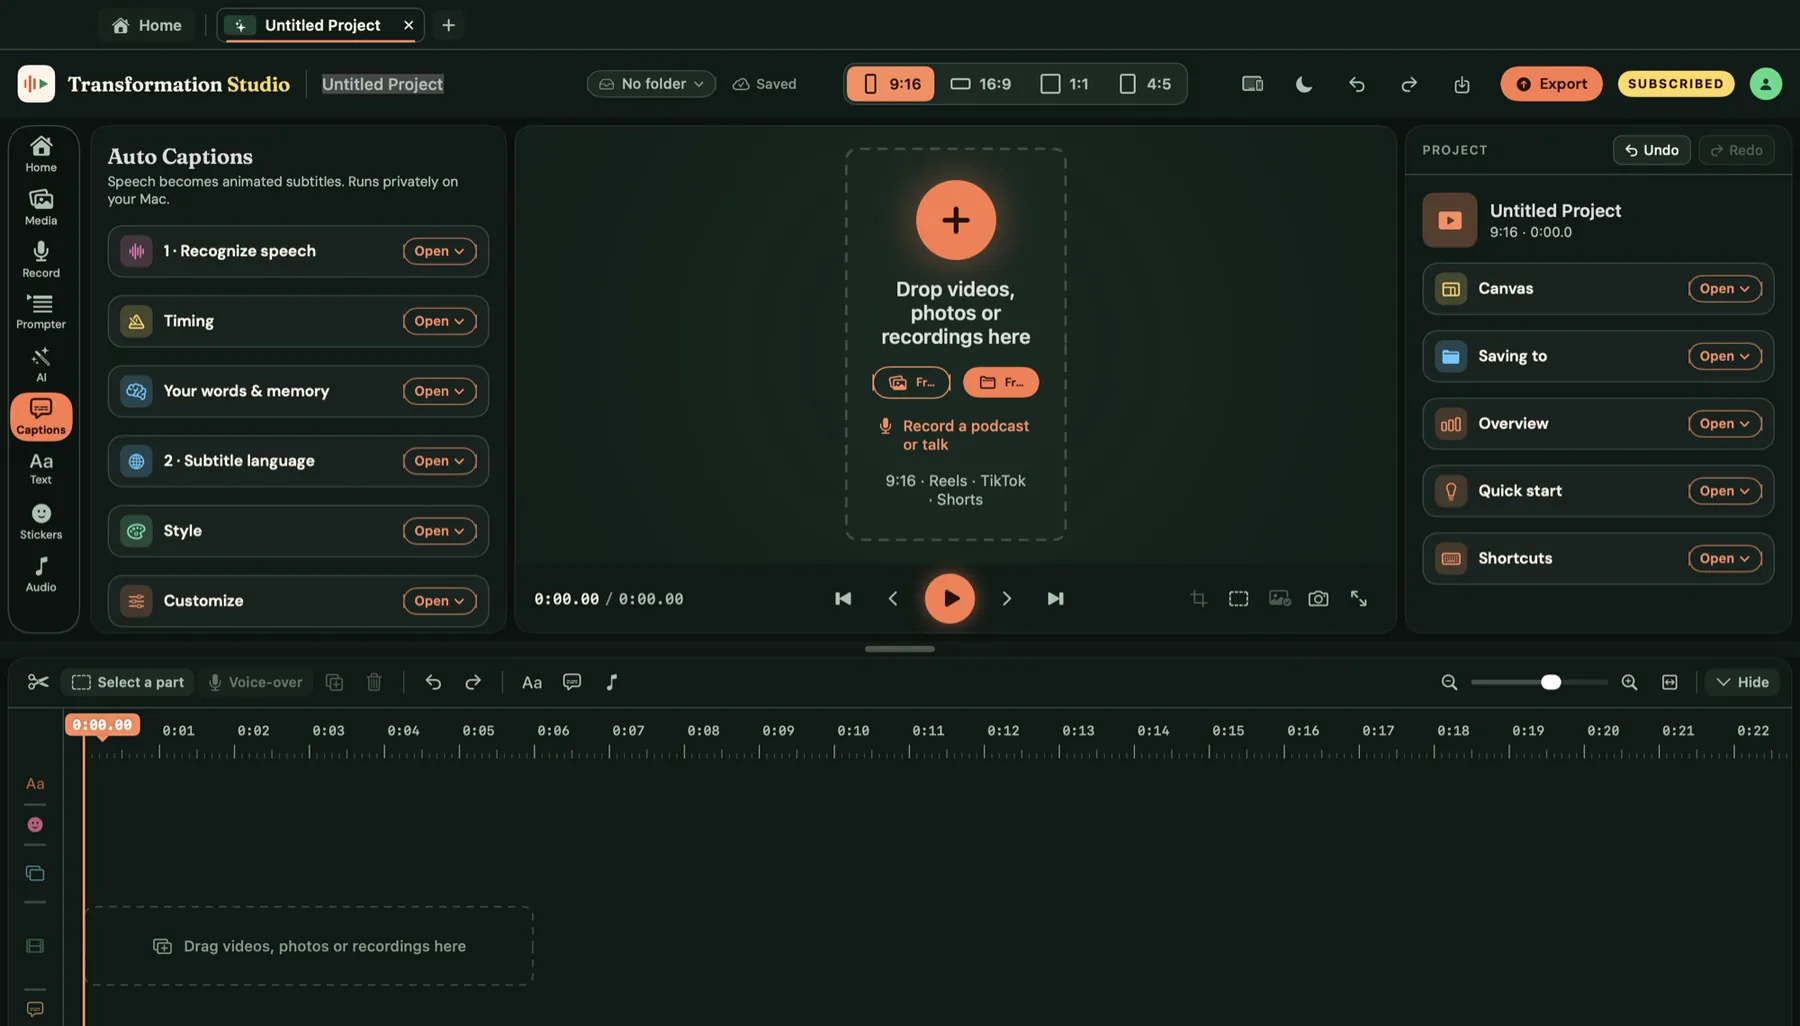 Home
Untitled Project
Transformation Studio
Untitled Project
No folder
Saved
9:16
16:9
1:1
4:5
Export
SUBSCRIBED
Home
Media
Record
Prompter
AI
Captions
Aa
Text
Stickers
Audio
Auto Captions
Speech becomes animated subtitles. Runs privately on
your Mac.
1 · Recognize speech
Open
Timing
Open
Your words & memory
Open
2 · Subtitle language
Open
Style
Open
Customize
Open
Drop videos,
photos or
recordings here
Fr...
Fr...
Record a podcast
or talk
9:16 · Reels · TikTok
· Shorts
0:00.00 / 0:00.00
PROJECT
Undo
Redo
Untitled Project
9:16 · 0:00.0
Canvas
Open
Saving to
Open
Overview
Open
Quick start
Open
Shortcuts
Open
Select a part
Voice-over
Aa
Hide
0:00.00
0:01
0:02
0:03
0:04
0:05
0:06
0:07
0:08
0:09
0:10
0:11
0:12
0:13
0:14
0:15
0:16
0:17
0:18
0:19
0:20
0:21
0:22
Aa
Drag videos, photos or recordings here